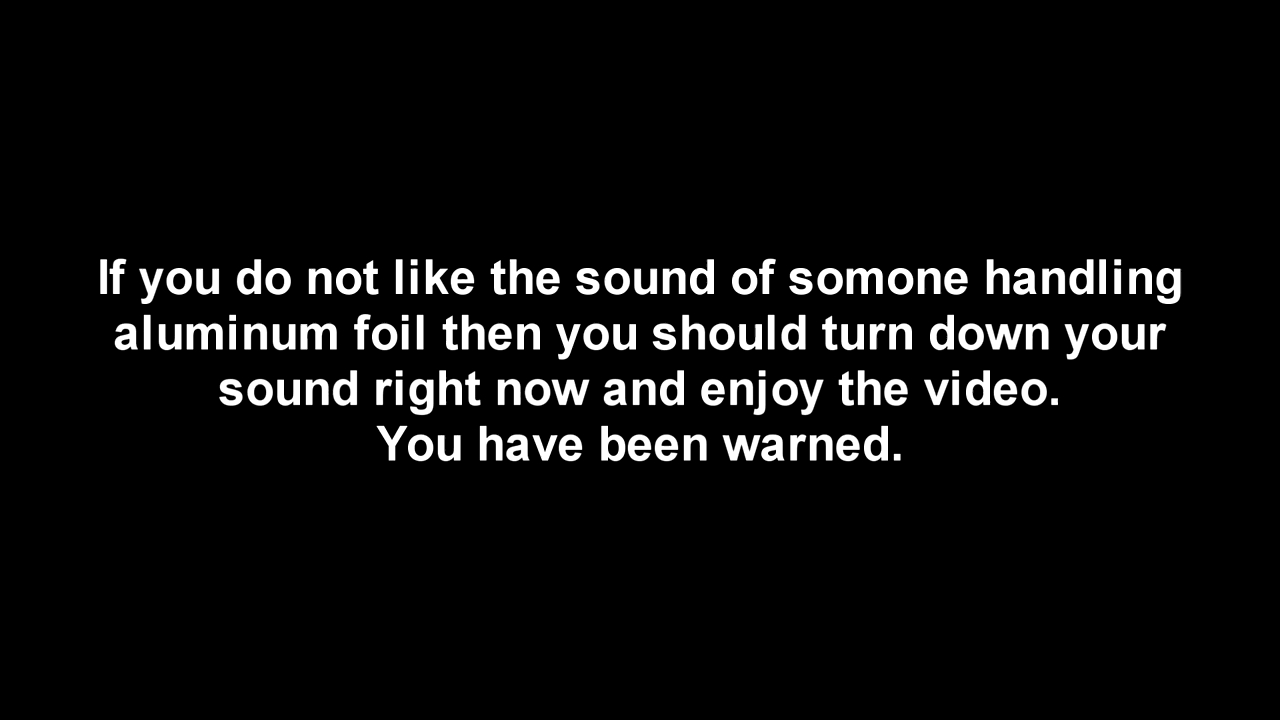 If you do not like the sound of somone handling
aluminum foil then you should turn down your
sound right now and enjoy the video.
You have been warned.